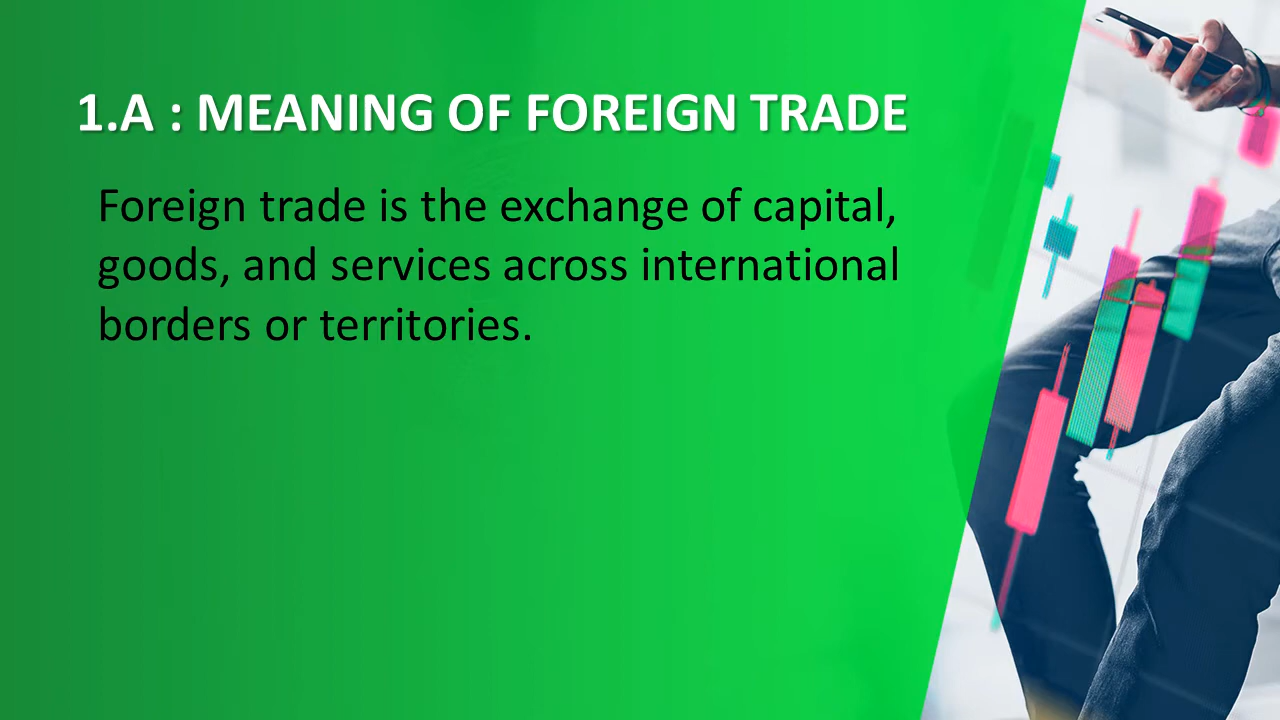 1.A : MEANING OF FOREIGN TRADE
Foreign trade is the exchange of capital,
goods, and services across international
borders or territories.